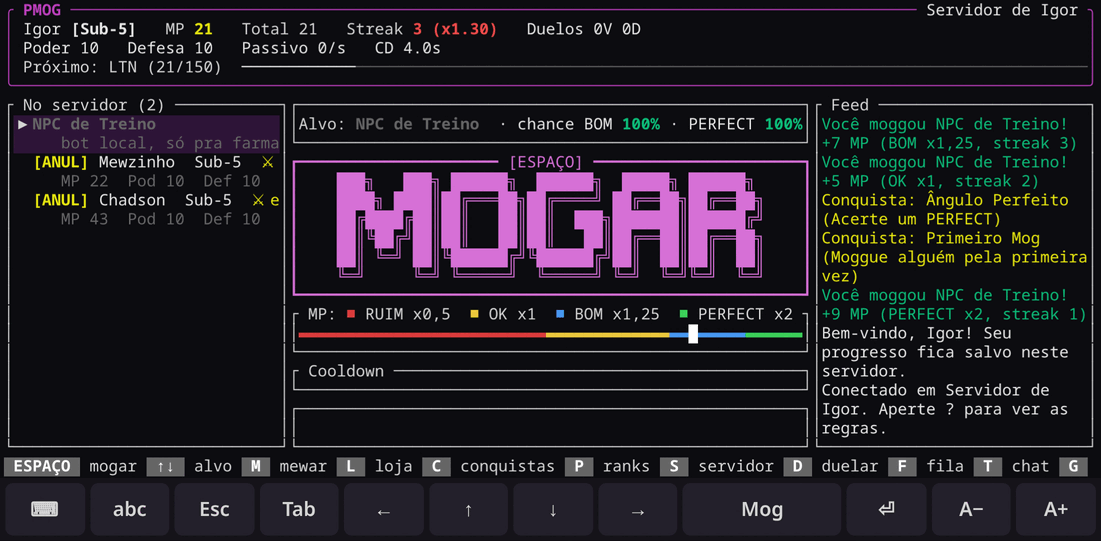 PMOG
Servidor de Igor
Igor [Sub-5] MP 21 Total 21 Streak 3 (x1.30) Duelos 0V 0D
Poder 10 Defesa 10 Passivo 0/s CD 4.0s
Próximo: LTN (21/150)
No servidor (2)
▶ NPC de Treino
bot local, só pra farma
[ANUL] Mewzinho Sub-5 ⚔
MP 22 Pod 10 Def 10
[ANUL] Chadson Sub-5 ⚔ e
MP 43 Pod 10 Def 10
Alvo: NPC de Treino · chance BOM 100% · PERFECT 100%
[ESPAÇO]
MOGAR
MP: ■ RUIM x0,5 ■ OK x1 ■ BOM x1,25 ■ PERFECT x2
Cooldown
Feed
Você moggou NPC de Treino!
+7 MP (BOM x1,25, streak 3)
Você moggou NPC de Treino!
+5 MP (OK x1, streak 2)
Conquista: Ângulo Perfeito
(Acerte um PERFECT)
Conquista: Primeiro Mog
(Moggue alguém pela primeira
vez)
Você moggou NPC de Treino!
+9 MP (PERFECT x2, streak 1)
Bem-vindo, Igor! Seu
progresso fica salvo neste
servidor.
Conectado em Servidor de
Igor. Aperte ? para ver as
regras.
ESPAÇO mogar ↑↓ alvo M mewar L loja C conquistas P ranks S servidor D duelar F fila T chat G
⌨ abc Esc Tab ← ↑ ↓ → Mog ⏎ A− A+